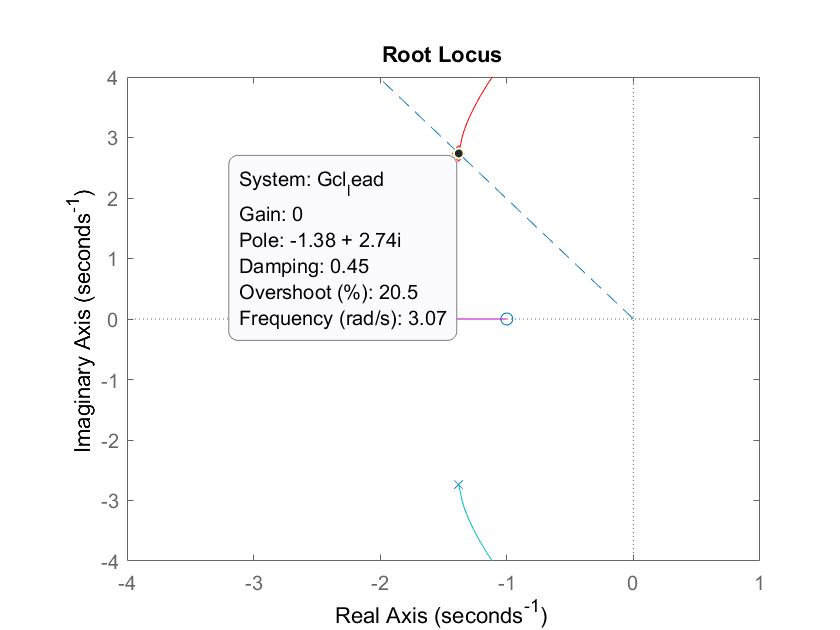 Root Locus
4
3
2
1
0
-1
-2
-3
-4
Imaginary Axis (seconds⁻¹)
System: Gcl_lead
Gain: 0
Pole: -1.38 + 2.74i
Damping: 0.45
Overshoot (%): 20.5
Frequency (rad/s): 3.07
-4 -3 -2 -1 0 1
Real Axis (seconds⁻¹)